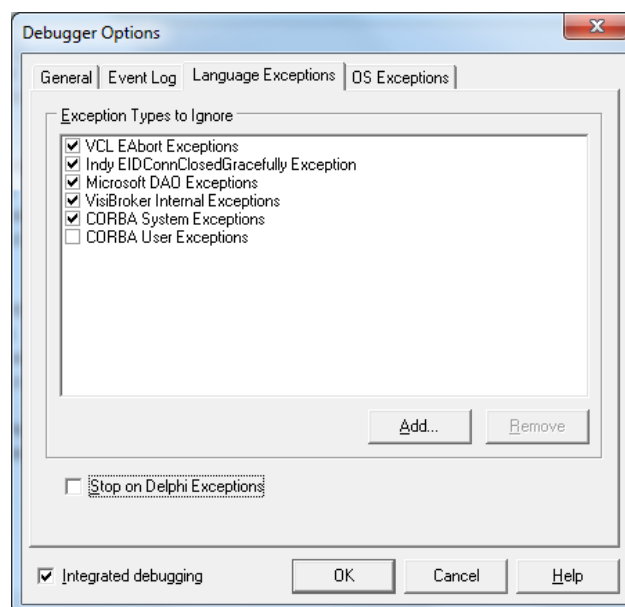 Debugger Options
General Event Log Language Exceptions OS Exceptions
Exception Types to Ignore
VCL EAbort Exceptions
Indy EIDConnClosedGracefully Exception
Microsoft DAO Exceptions
VisiBroker Internal Exceptions
CORBA System Exceptions
CORBA User Exceptions
Add... Remove
Stop on Delphi Exceptions
Integrated debugging OK Cancel Help